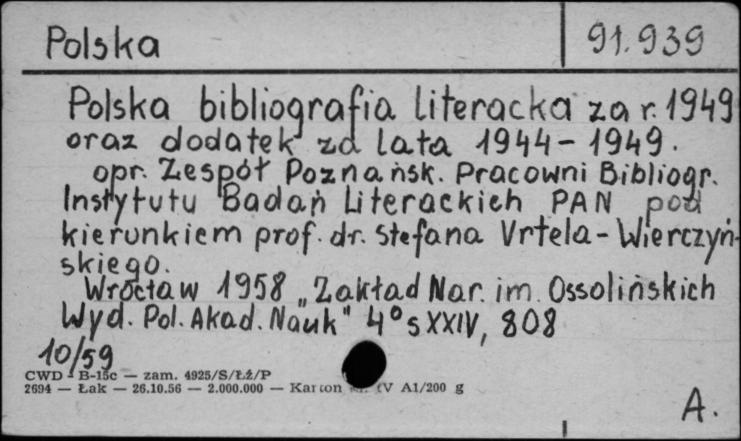 Polska 91.939
Polska bibliografia literacka za r. 1949
oraz dodatek za lata 1944-1949.
opr. Zespół Poznańsk. Pracowni Bibliogr.
Instytutu Badań Literackich PAN pod
kierunkiem prof. dr. Stefana Vrtela-Wierczyń-
skiego.
Wrocław 1958 „Zakład Nar. im. Ossolińskich
Wyd. Pol. Akad. Nauk" 4° s XXIV, 808
10/59
CWD - B-15c — zam. 4925/S/ŁŻ/P
2694 — Łak — 26.10.56 — 2.000.000 — Karton V A1/200 g
A.